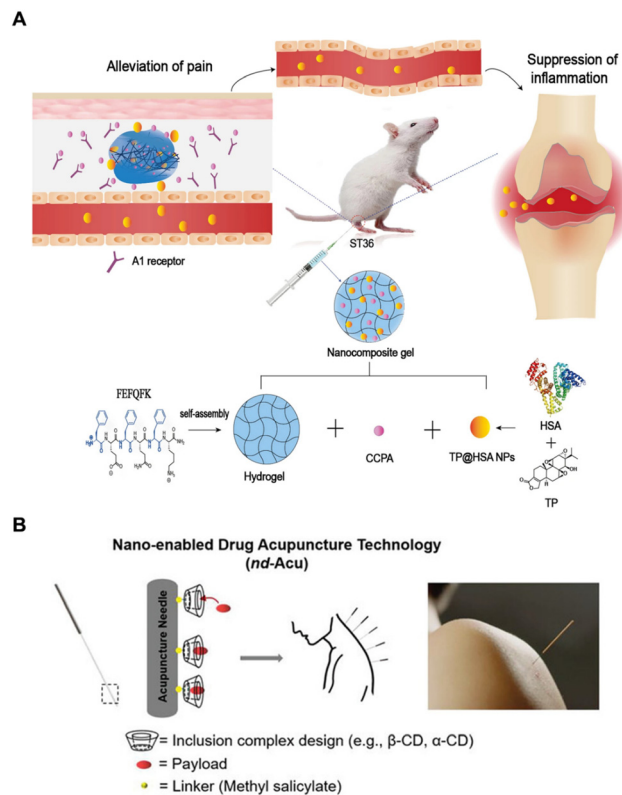 A
Alleviation of pain
Suppression of
inflammation
ST36
A1 receptor
Nanocomposite gel
FEFQFK
self-assembly
Hydrogel
+
CCPA
+
TP@HSA NPs
HSA
+
TP
B
Nano-enabled Drug Acupuncture Technology
(nd-Acu)
Acupuncture Needle
= Inclusion complex design (e.g., β-CD, α-CD)
= Payload
= Linker (Methyl salicylate)